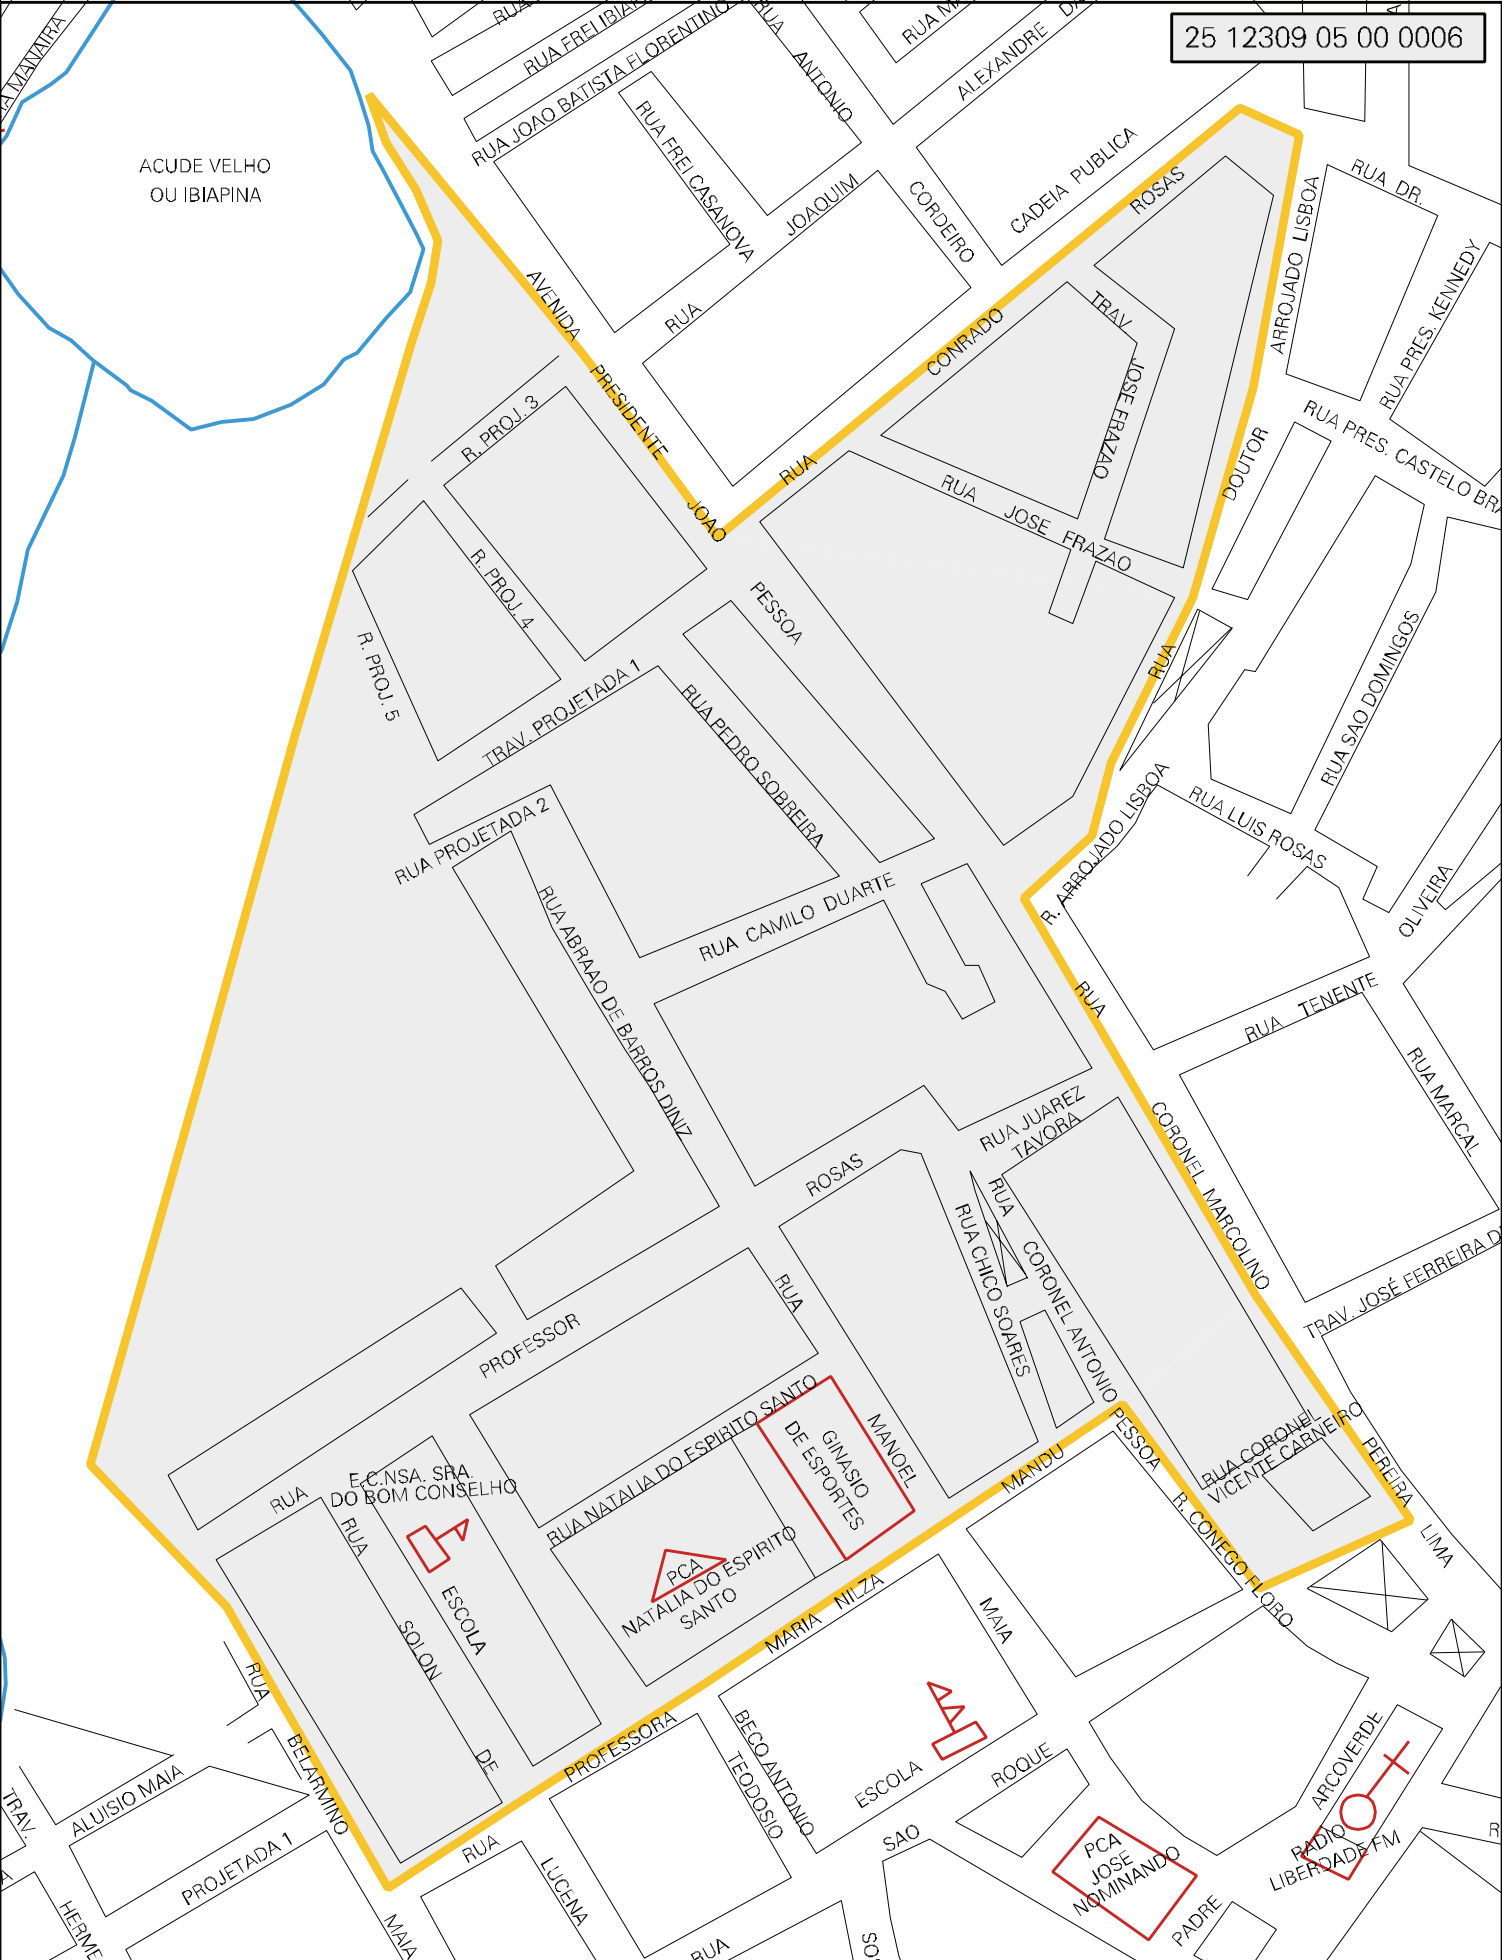 25 12309 05 00 0006
ACUDE VELHO
OU IBIAPINA
RUA
RUA JOAO BATISTA FLORENTINO
RUA
ANTONIO
CORDEIRO
ALEXANDRE
RUA FREI CASANOVA
RUA
JOAQUIM
CADEIA PUBLICA
RUA
CONRADO
ROSAS
RUA DR.
ARROJADO LISBOA
DOUTOR
RUA
RUA PRES. KENNEDY
RUA PRES. CASTELO
AVENIDA
PRESIDENTE
JOAO
PESSOA
TRAV.
JOSE FRAZAO
RUA
JOSE
FRAZAO
R. PROJ. 3
R. PROJ. 4
R. PROJ. 5
TRAV. PROJETADA 1
RUA PEDRO SOBREIRA
RUA PROJETADA 2
RUA SAO DOMINGOS
R. ARROJADO LISBOA
RUA LUIS ROSAS
OLIVEIRA
RUA CAMILO DUARTE
RUA ABRAAO DE BARROS DINIZ
RUA
TENENTE
RUA MARCAL
RUA
CORONEL
MARCOLINO
PEREIRA
LIMA
RUA JUAREZ
TAVORA
TRAV. JOSÉ FERREIRA
RUA
PROFESSOR
ROSAS
RUA
MANOEL
RUA CHICO SOARES
RUA
CORONEL ANTONIO
PESSOA
RUA NATALIA DO ESPIRITO SANTO
GINASIO
DE ESPORTES
RUA CORONEL
VICENTE CARNEIRO
E.C.NSA. SRA.
DO BOM CONSELHO
ESCOLA
RUA
SOLON
DE
LUCENA
PCA
NATALIA DO ESPIRITO
SANTO
R. CONEGO FLORO
RUA
PROFESSORA
MARIA
NILZA
MANDU
MAIA
RUA
BELARMINO
MAIA
BECO ANTONIO
TEODOSIO
ESCOLA
ALUISIO MAIA
PROJETADA 1
TRAV.
SAO
ROQUE
PCA
JOSE
NOMINANDO
ARCOVERDE
PADRE
RADIO
LIBERDADE FM
RUA